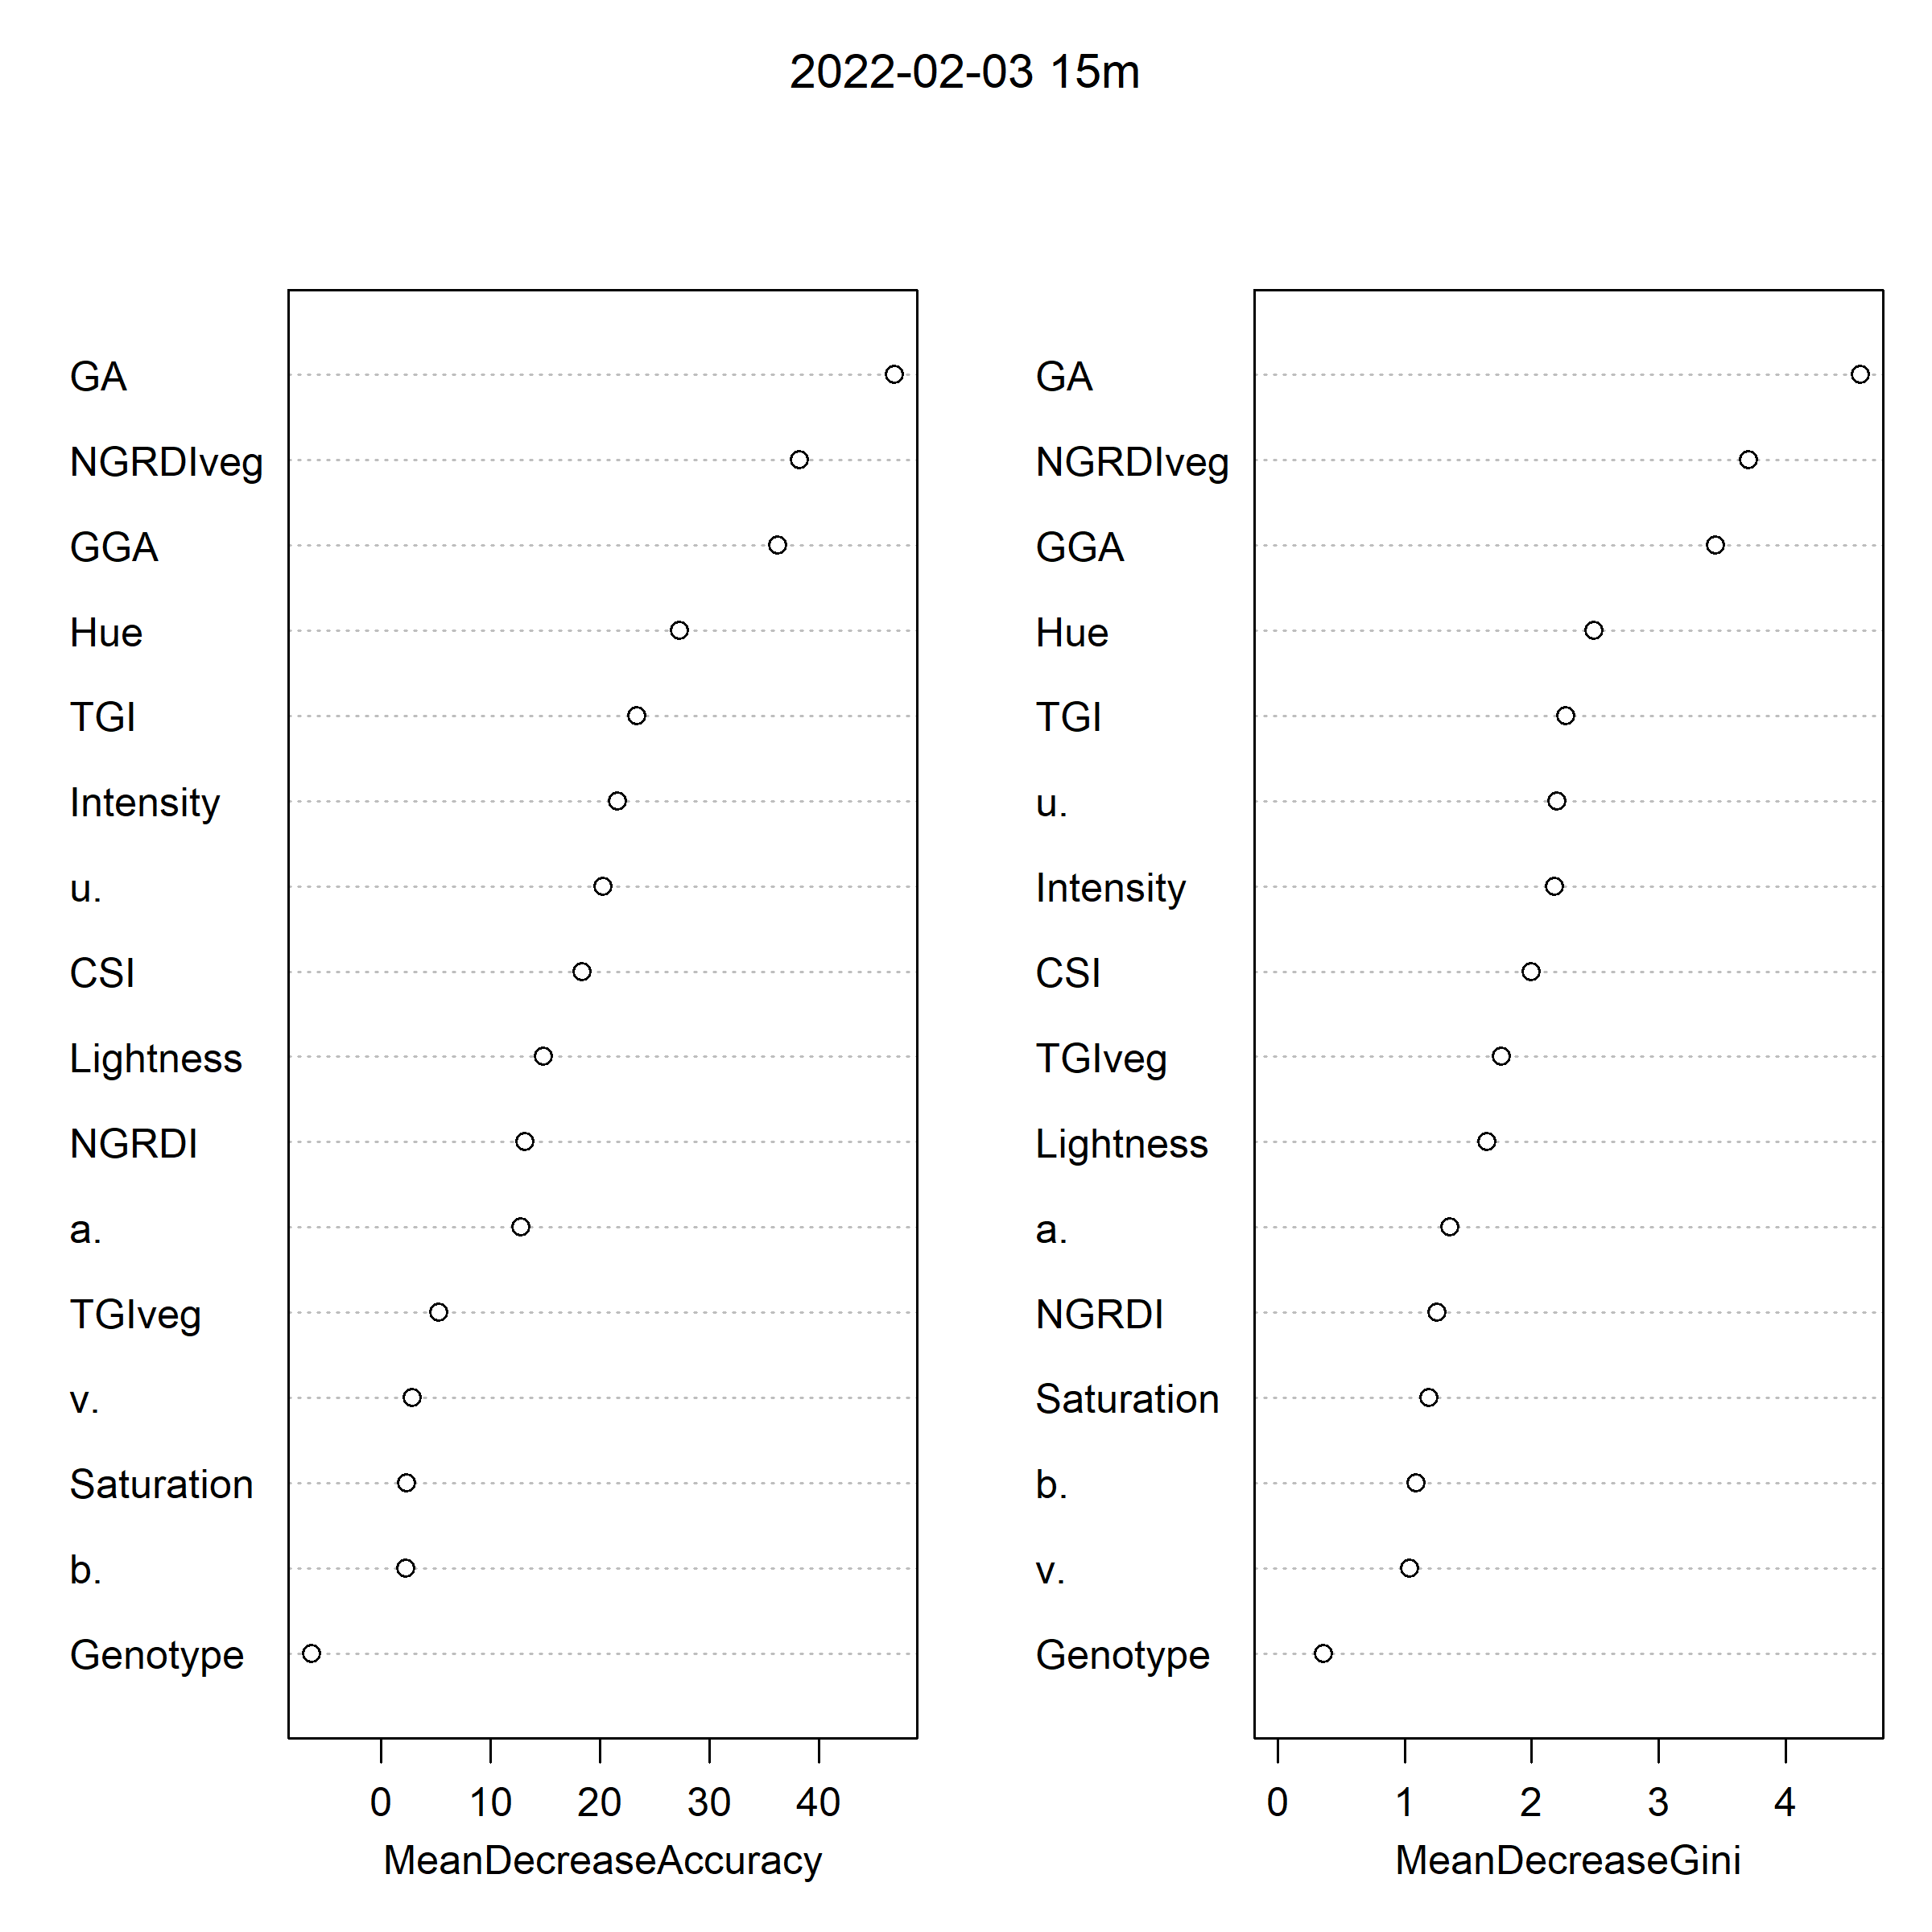 2022-02-03 15m
GA
NGRDIveg
GGA
Hue
TGI
Intensity
u.
CSI
Lightness
NGRDI
a.
TGIveg
v.
Saturation
b.
Genotype
0 10 20 30 40
MeanDecreaseAccuracy
GA
NGRDIveg
GGA
Hue
TGI
u.
Intensity
CSI
TGIveg
Lightness
a.
NGRDI
Saturation
b.
v.
Genotype
0 1 2 3 4
MeanDecreaseGini